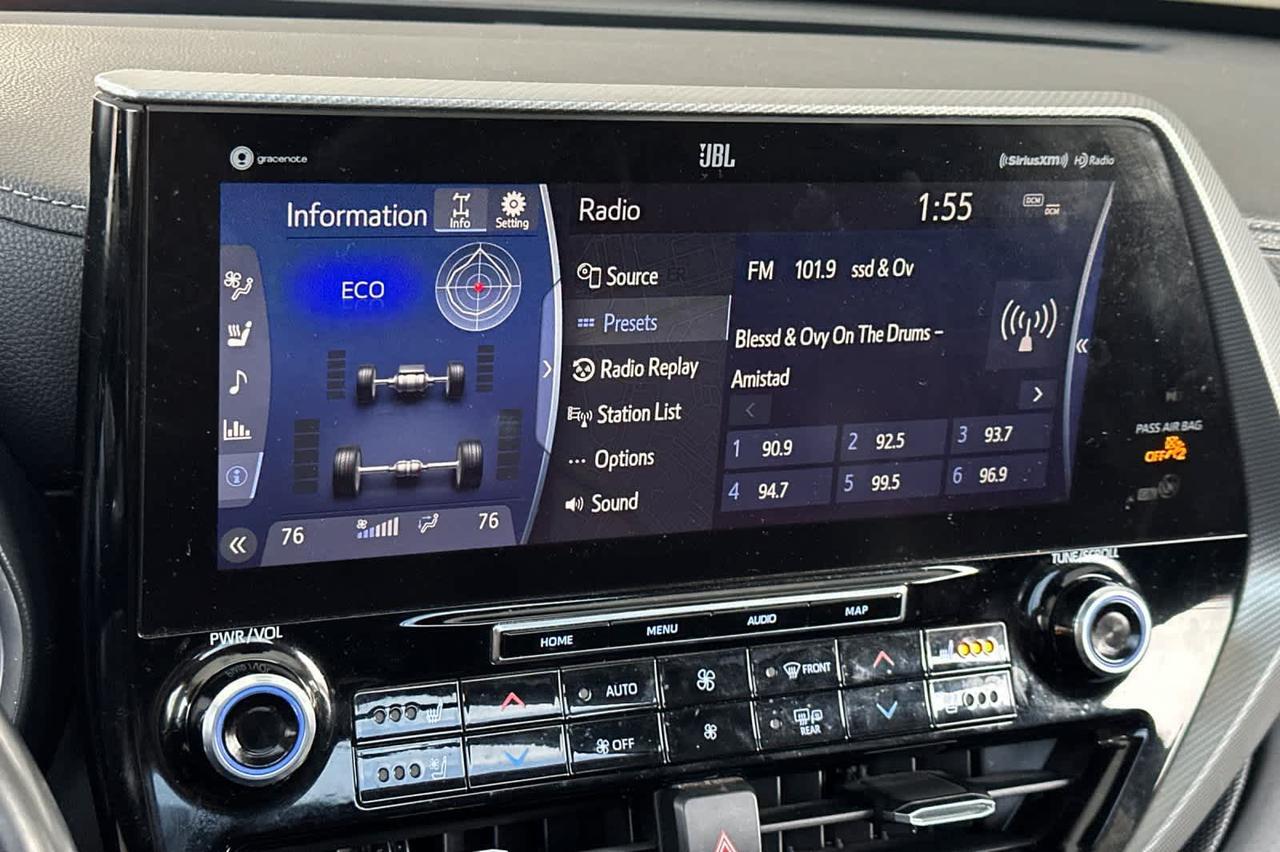 gracenote
JBL
SiriusXM HD Radio
Information
Info
Setting
Radio
1:55
DCM
DCM
ECO
Source
Presets
Radio Replay
Station List
Options
Sound
FM 101.9 ssd & Ov
Blessd & Ovy On The Drums –
Amistad
1 90.9
2 92.5
3 93.7
4 94.7
5 99.5
6 96.9
76
76
PASS AIR BAG
OFF
PWR/VOL
HOME
MENU
AUDIO
MAP
TUNE/SCROLL
AUTO
FRONT
OFF
REAR